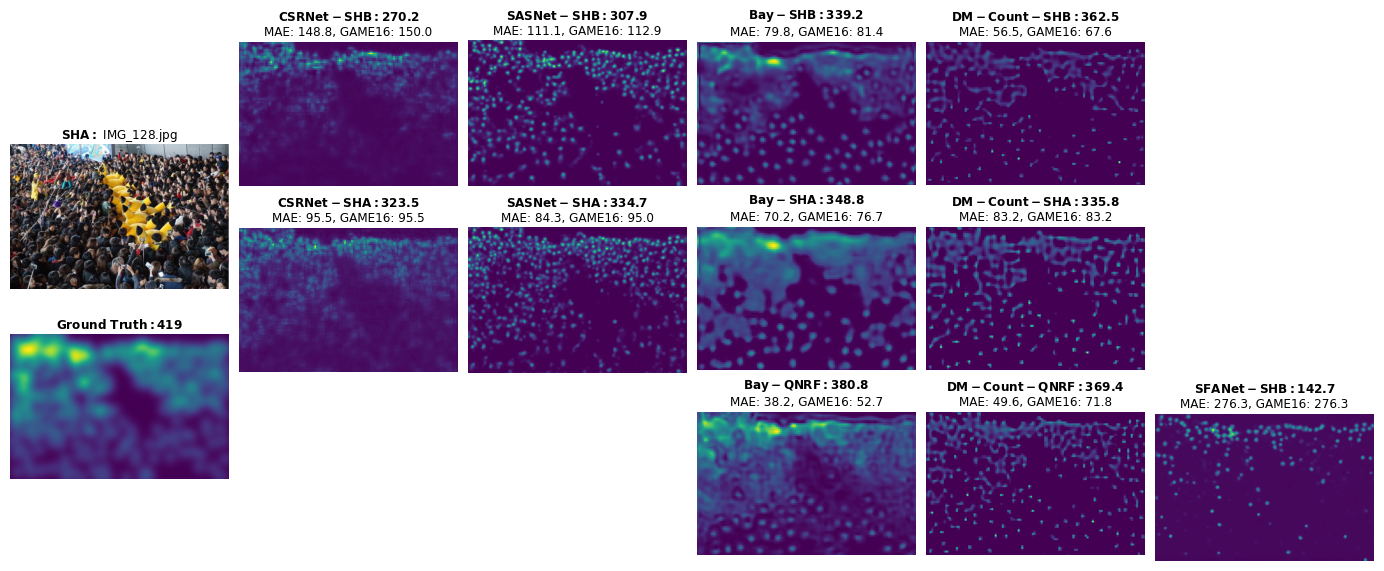 CSRNet-SHB: 270.2
MAE: 148.8, GAME16: 150.0
SASNet-SHB: 307.9
MAE: 111.1, GAME16: 112.9
Bay-SHB: 339.2
MAE: 79.8, GAME16: 81.4
DM-Count-SHB: 362.5
MAE: 56.5, GAME16: 67.6
SHA: IMG_128.jpg
CSRNet-SHA: 323.5
MAE: 95.5, GAME16: 95.5
SASNet-SHA: 334.7
MAE: 84.3, GAME16: 95.0
Bay-SHA: 348.8
MAE: 70.2, GAME16: 76.7
DM-Count-SHA: 335.8
MAE: 83.2, GAME16: 83.2
Ground Truth: 419
Bay-QNRF: 380.8
MAE: 38.2, GAME16: 52.7
DM-Count-QNRF: 369.4
MAE: 49.6, GAME16: 71.8
SFANet-SHB: 142.7
MAE: 276.3, GAME16: 276.3